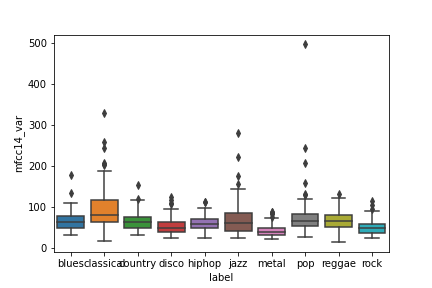 500
400
300
200
100
0
mfcc14_var
blues classical country disco hiphop jazz metal pop reggae rock
label